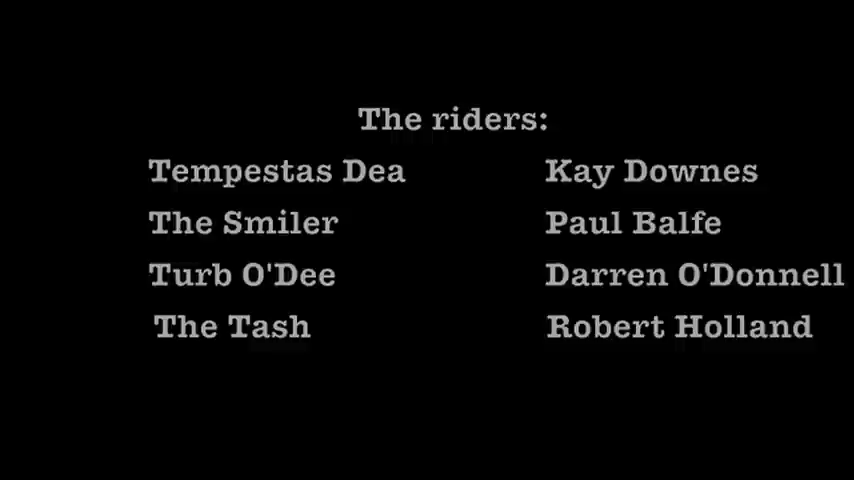 The riders:
Tempestas Dea Kay Downes
The Smiler Paul Balfe
Turb O'Dee Darren O'Donnell
The Tash Robert Holland